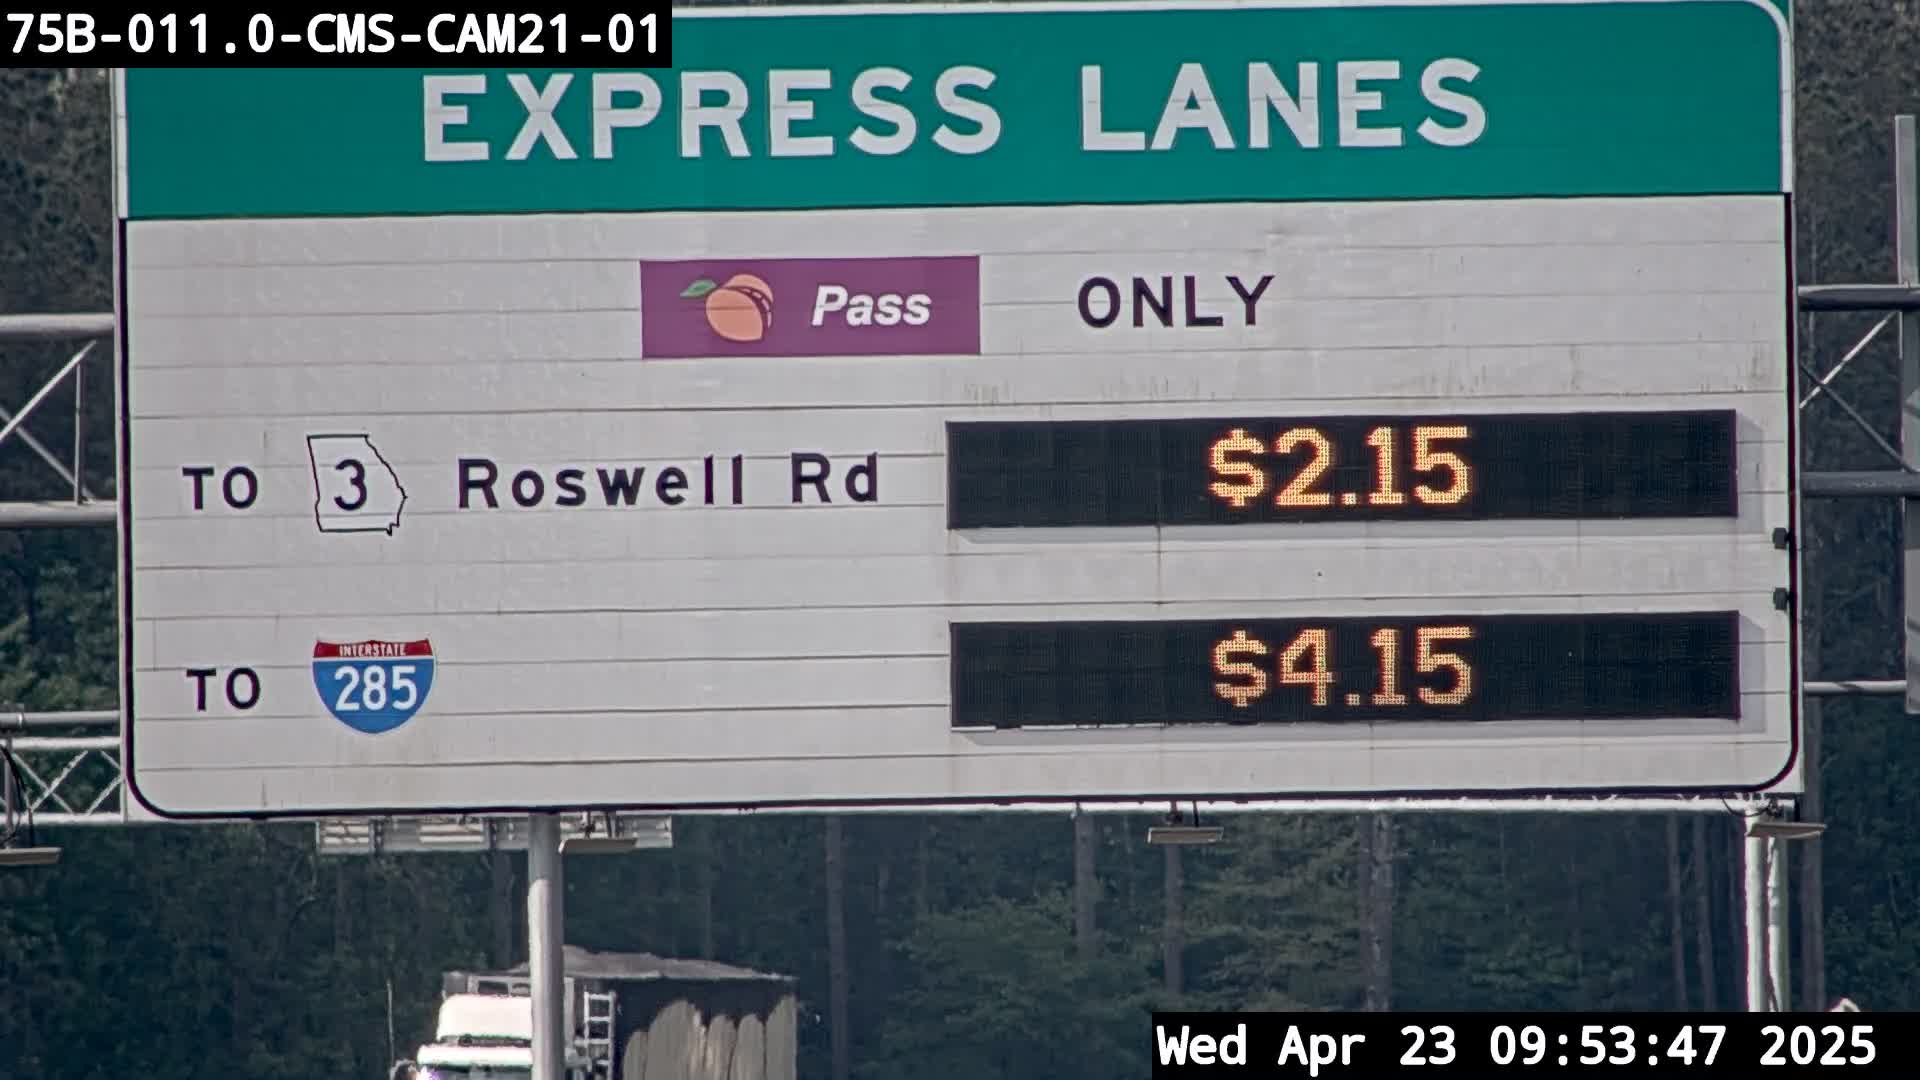 75B-011.0-CMS-CAM21-01
EXPRESS LANES
Pass ONLY
TO 3 Roswell Rd $2.15
TO INTERSTATE 285 $4.15
Wed Apr 23 09:53:47 2025